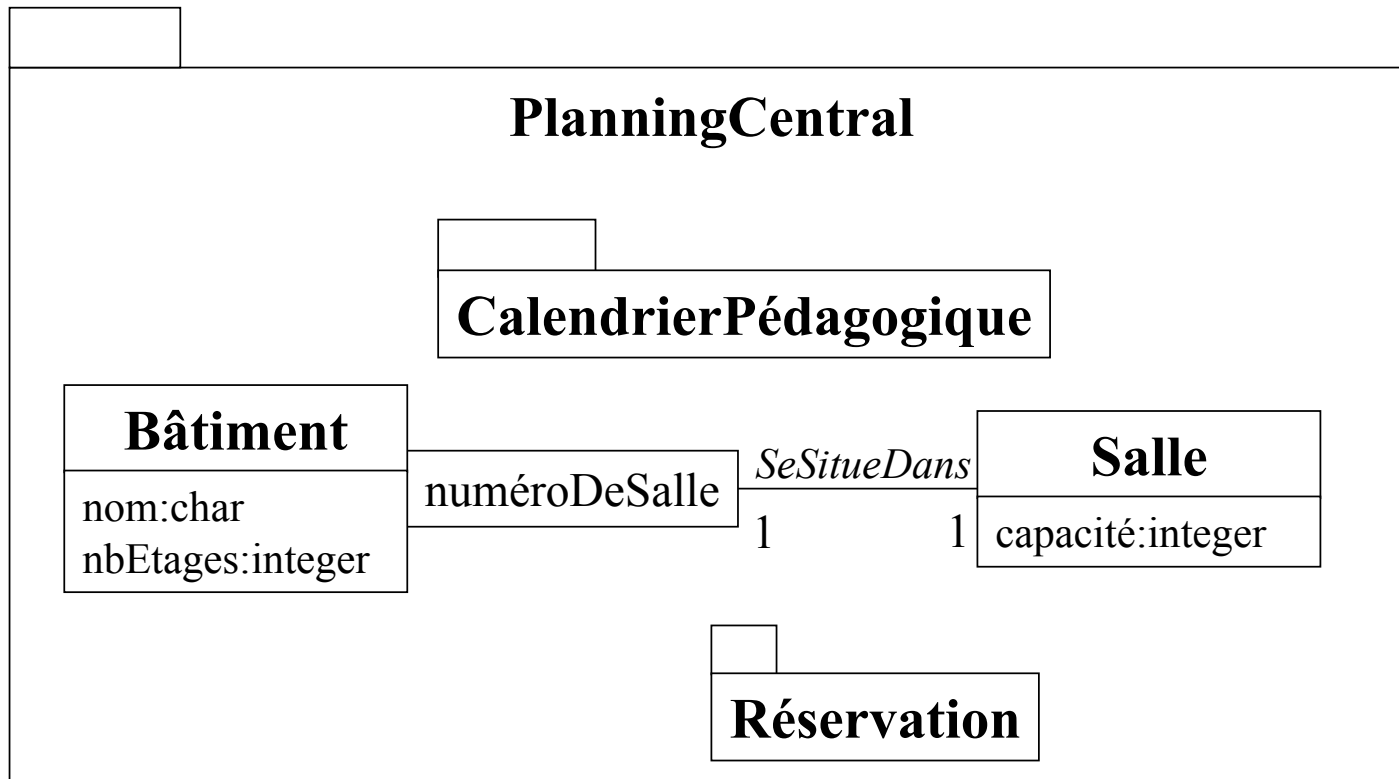 PlanningCentral
CalendrierPédagogique
Bâtiment
nom:char
nbEtages:integer
numéroDeSalle
SeSitueDans
1
1
Salle
capacité:integer
Réservation